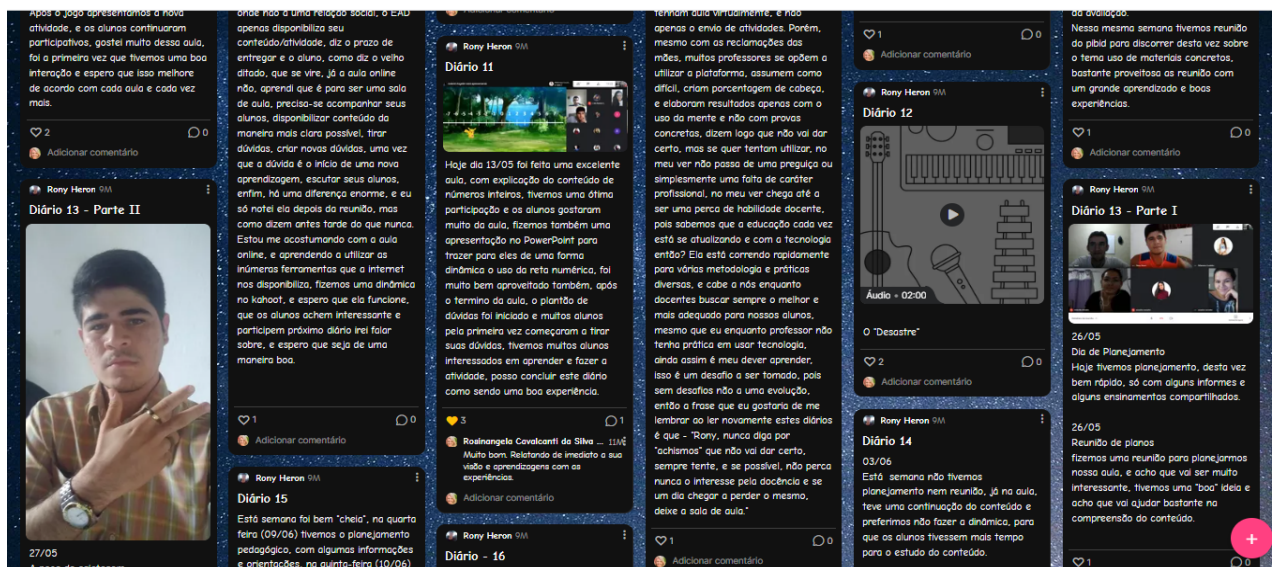 Após o jogo apresentamos a nova
atividade, e os alunos continuaram
participativos, gostei muito dessa aula,
foi a primeira vez que tivemos uma boa
interação e espero que isso melhore
de acordo com cada aula e cada vez
mais.
2
0
Adicionar comentário
Rony Heron 9M
Diário 13 - Parte II
27/05
onde não a uma relação social, o EAD
apenas disponibiliza seu
conteúdo/atividade, diz o prazo de
entregar e o aluno, como diz o velho
ditado, que se vire, já a aula online
não, aprendi que é para ser uma sala
de aula, precisa-se acompanhar seus
alunos, disponibilizar conteúdo da
maneira mais clara possível, tirar
dúvidas, criar novas dúvidas, uma vez
que a dúvida é o início de uma nova
aprendizagem, escutar seus alunos,
enfim, há uma diferença enorme, e eu
só notei ela depois da reunião, mas
como dizem antes tarde do que nunca.
Estou me acostumando com a aula
online, e aprendendo a utilizar as
inúmeras ferramentas que a internet
nos disponibiliza, fizemos uma dinâmica
no kahoot, e espero que ela funcione,
que os alunos achem interessante e
participem próximo diário irei falar
sobre, e espero que seja de uma
maneira boa.
1
0
Adicionar comentário
Rony Heron 9M
Diário 15
Está semana foi bem "cheia", na quarta
feira (09/06) tivemos o planejamento
pedagógico, com algumas informações
e orientações, na quinta-feira (10/06)
Adicionar comentário
Rony Heron 9M
Diário 11
Hoje dia 13/05 foi feita uma excelente
aula, com explicação do conteúdo de
números inteiros, tivemos uma ótima
participação e os alunos gostaram
muito da aula, fizemos também uma
apresentação no PowerPoint para
trazer para eles de uma forma
dinâmica o uso da reta numérica, foi
muito bem aproveitado também, após
o termino da aula, o plantão de
dúvidas foi iniciado e muitos alunos
pela primeira vez começaram a tirar
suas dúvidas, tivemos muitos alunos
interessados em aprender e fazer a
atividade, posso concluir este diário
como sendo uma boa experiência.
3
1
Rosinangela Cavalcanti da Silva ... 11M
Muito bom. Relatando de imediato a sua
visão e aprendizagens com as
experiências.
Adicionar comentário
Rony Heron 9M
Diário - 16
tenham aula virtualmente, e não
apenas o envio de atividades. Porém,
mesmo com as reclamações das
mães, muitos professores se opõem a
utilizar a plataforma, assumem como
difícil, criam porcentagem de cabeça,
e elaboram resultados apenas com o
uso da mente e não com provas
concretas, dizem logo que não vai dar
certo, mas se quer tentam utilizar, no
meu ver não passa de uma preguiça ou
simplesmente uma falta de caráter
profissional, no meu ver chega até a
ser uma perca de habilidade docente,
pois sabemos que a educação cada vez
está se atualizando e com a tecnologia
então? Ela está correndo rapidamente
para várias metodologia e práticas
diversas, e cabe a nós enquanto
docentes buscar sempre o melhor e
mais adequado para nossos alunos,
mesmo que eu enquanto professor não
tenha prática em usar tecnologia,
ainda assim é meu dever aprender,
isso é um desafio a ser tomado, pois
sem desafios não a uma evolução,
então a frase que eu gostaria de me
lembrar ao ler novamente estes diários
é que - "Rony, nunca diga por
"achismos" que não vai dar certo,
sempre tente, e se possível, não perca
nunca o interesse pela docência e se
um dia chegar a perder o mesmo,
deixe a sala de aula."
1
0
Adicionar comentário
1
0
Adicionar comentário
Rony Heron 9M
Diário 12
Áudio • 02:00
O "Desastre"
2
0
Adicionar comentário
Rony Heron 9M
Diário 14
03/06
Está semana não tivemos
planejamento nem reunião, já na aula,
teve uma continuação do conteúdo e
preferimos não fazer a dinâmica, para
que os alunos tivessem mais tempo
para o estudo do conteúdo.
da avaliação.
Nessa mesma semana tivemos reunião
do pibid para discorrer desta vez sobre
o tema uso de materiais concretos,
bastante proveitosa as reunião com
um grande aprendizado e boas
experiências.
1
0
Adicionar comentário
Rony Heron 9M
Diário 13 - Parte I
26/05
Dia de Planejamento
Hoje tivemos planejamento, desta vez
bem rápido, só com alguns informes e
alguns ensinamentos compartilhados.
26/05
Reunião de planos
fizemos uma reunião para planejarmos
nossa aula, e acho que vai ser muito
interessante, tivemos uma "boa" ideia e
acho que vai ajudar bastante na
compreensão do conteúdo.
1
0